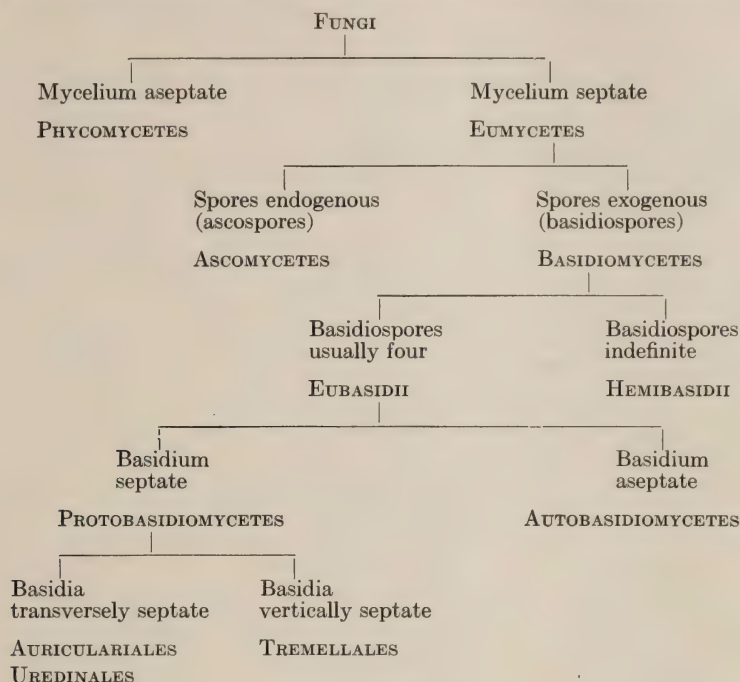 FUNGI
Mycelium aseptate
PHYCOMYCETES
Mycelium septate
EUMYCETES
Spores endogenous
(ascospores)
ASCOMYCETES
Spores exogenous
(basidiospores)
BASIDIOMYCETES
Basidiospores
usually four
EUBASIDII
Basidiospores
indefinite
HEMIBASIDII
Basidium
septate
PROTOBASIDIOMYCETES
Basidium
aseptate
AUTOBASIDIOMYCETES
Basidia
transversely septate
AURICULARIALES
UREDINALES
Basidia
vertically septate
TREMELLALES